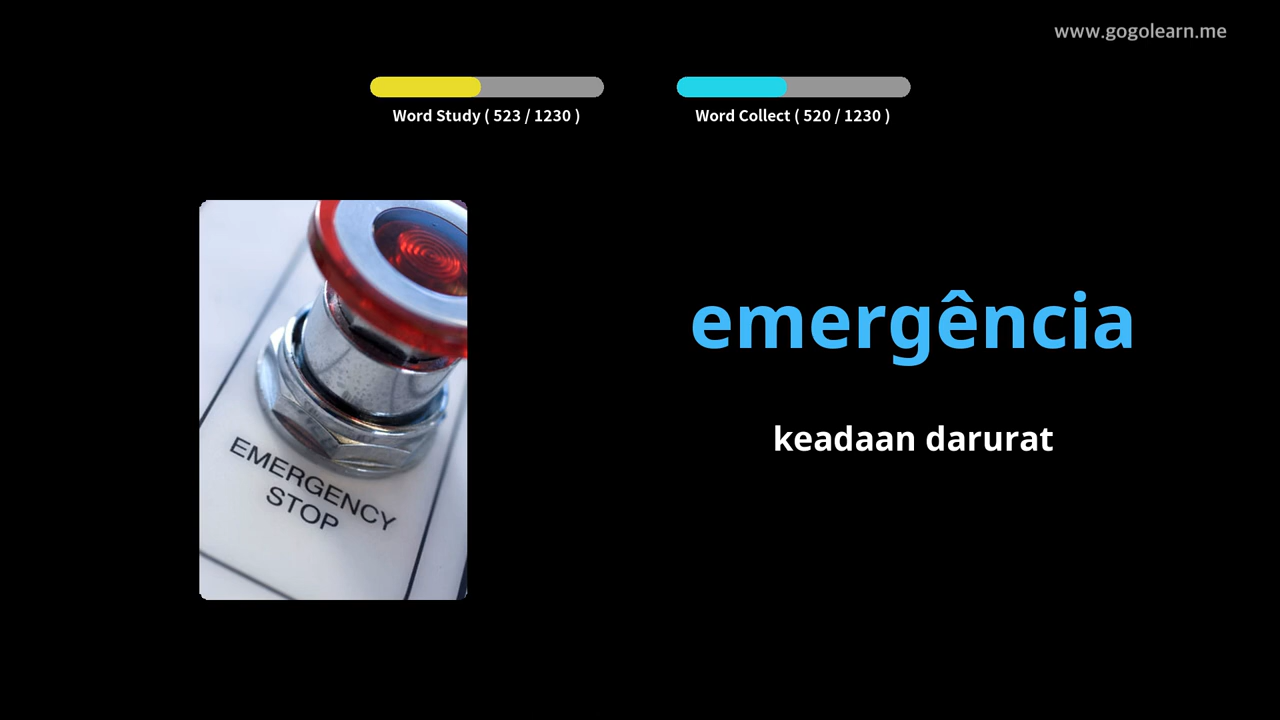 www.gogolearn.me
Word Study ( 523 / 1230 )
Word Collect ( 520 / 1230 )
emergência
keadaan darurat
EMERGENCY
STOP